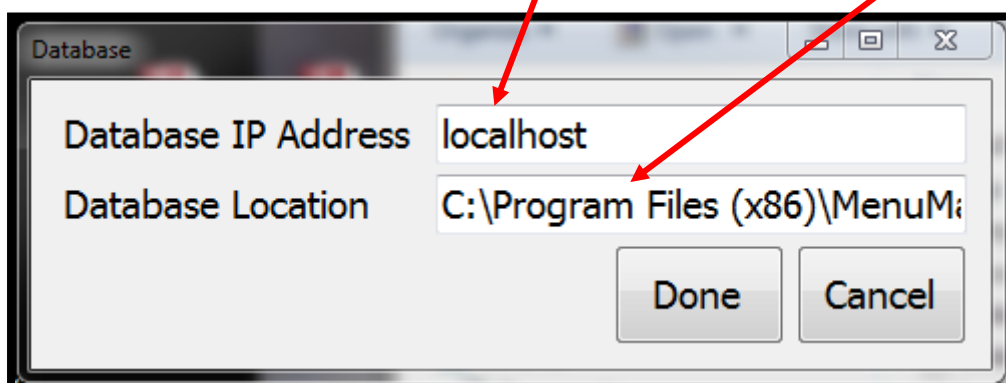 Database
Database IP Address localhost
Database Location C:\Program Files (x86)\MenuMa
Done Cancel